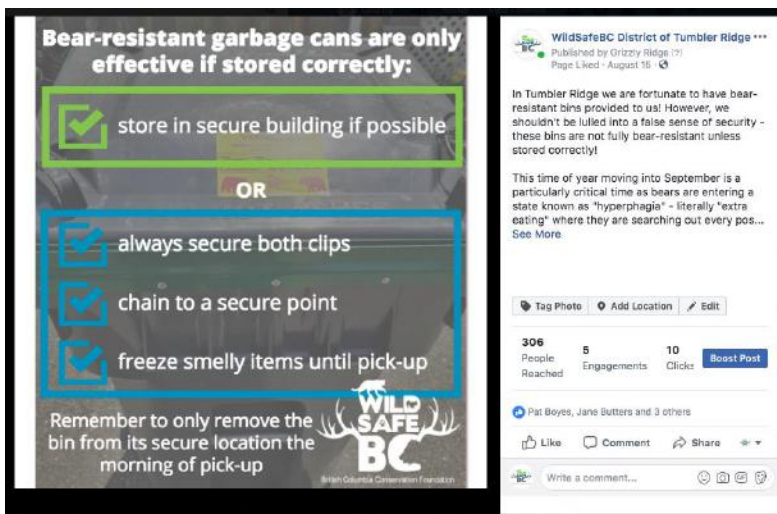 Bear-resistant garbage cans are only
effective if stored correctly:
store in secure building if possible
OR
always secure both clips
chain to a secure point
freeze smelly items until pick-up
Remember to only remove the
bin from its secure location the
morning of pick-up
WILD
SAFE
BC
British Columbia Conservation Foundation
WildSafeBC District of Tumbler Ridge
Published by Grizzly Ridge [?]
Page Liked · August 16 ·
In Tumbler Ridge we are fortunate to have bear-
resistant bins provided to us! However, we
shouldn't be lulled into a false sense of security -
these bins are not fully bear-resistant unless
stored correctly!
This time of year moving into September is a
particularly critical time as bears are entering a
state known as "hyperphagia" - literally "extra
eating" where they are searching out every pos...
See More
Tag Photo Add Location Edit
306
People
Reached
5
Engagements
10
Clicks
Boost Post
Pat Boyes, Jane Butters and 3 others
Like Comment Share
Write a comment...
GIF